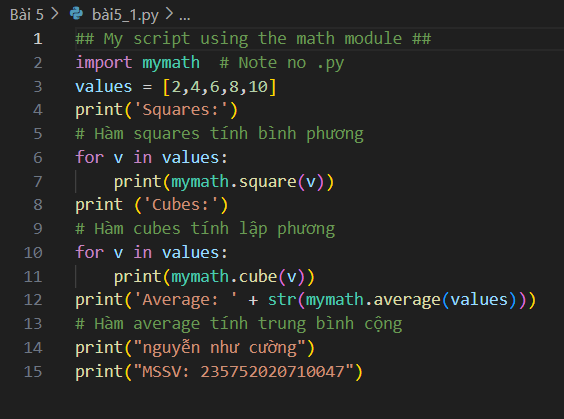 Bài 5 > bài5_1.py > ...
1 ## My script using the math module ##
2 import mymath  # Note no .py
3 values = [2,4,6,8,10]
4 print('Squares:')
5 # Hàm squares tính bình phương
6 for v in values:
7     print(mymath.square(v))
8 print ('Cubes:')
9 # Hàm cubes tính lập phương
10 for v in values:
11     print(mymath.cube(v))
12 print('Average: ' + str(mymath.average(values)))
13 # Hàm average tính trung bình cộng
14 print("nguyễn như cường")
15 print("MSSV: 235752020710047")